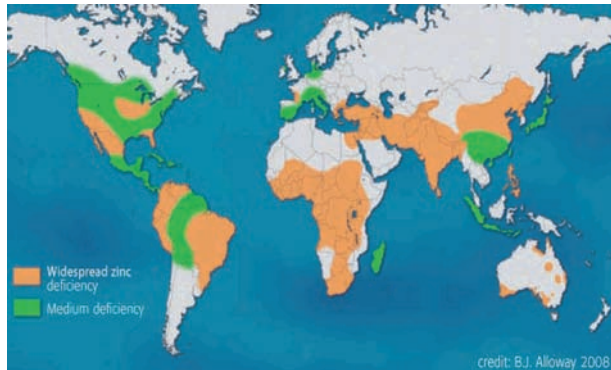 Widespread zinc
deficiency
Medium deficiency
credit: B.J. Alloway 2008